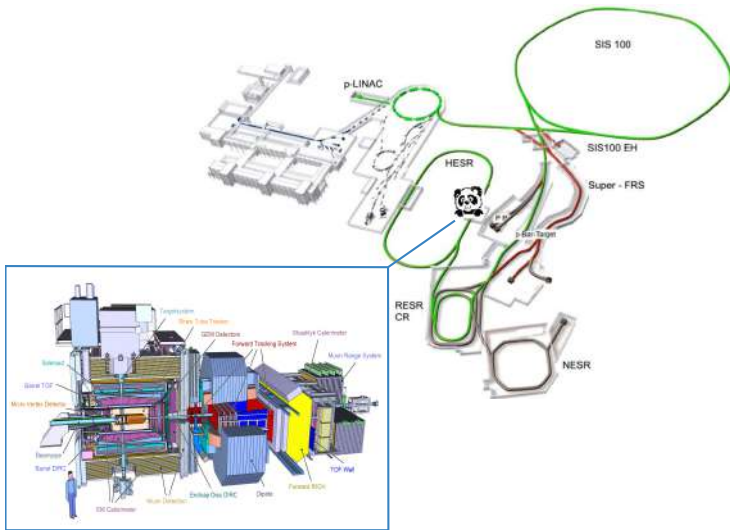 SIS 100
p-LINAC
SIS100 EH
HESR
Super - FRS
P P
p-Bar-Target
RESR
CR
NESR
Targetsystem
Straw Tube Tracker
GEM Detectors
Forward Tracking System
Shashlyk Calorimeter
Muon Range System
Solenoid
Barrel TOF
Micro Vertex Detector
Beampipe
Barrel DIRC
EM Calorimeter
Muon Detection
Endcap Disc DIRC
Dipole
Forward RICH
TOF Wall